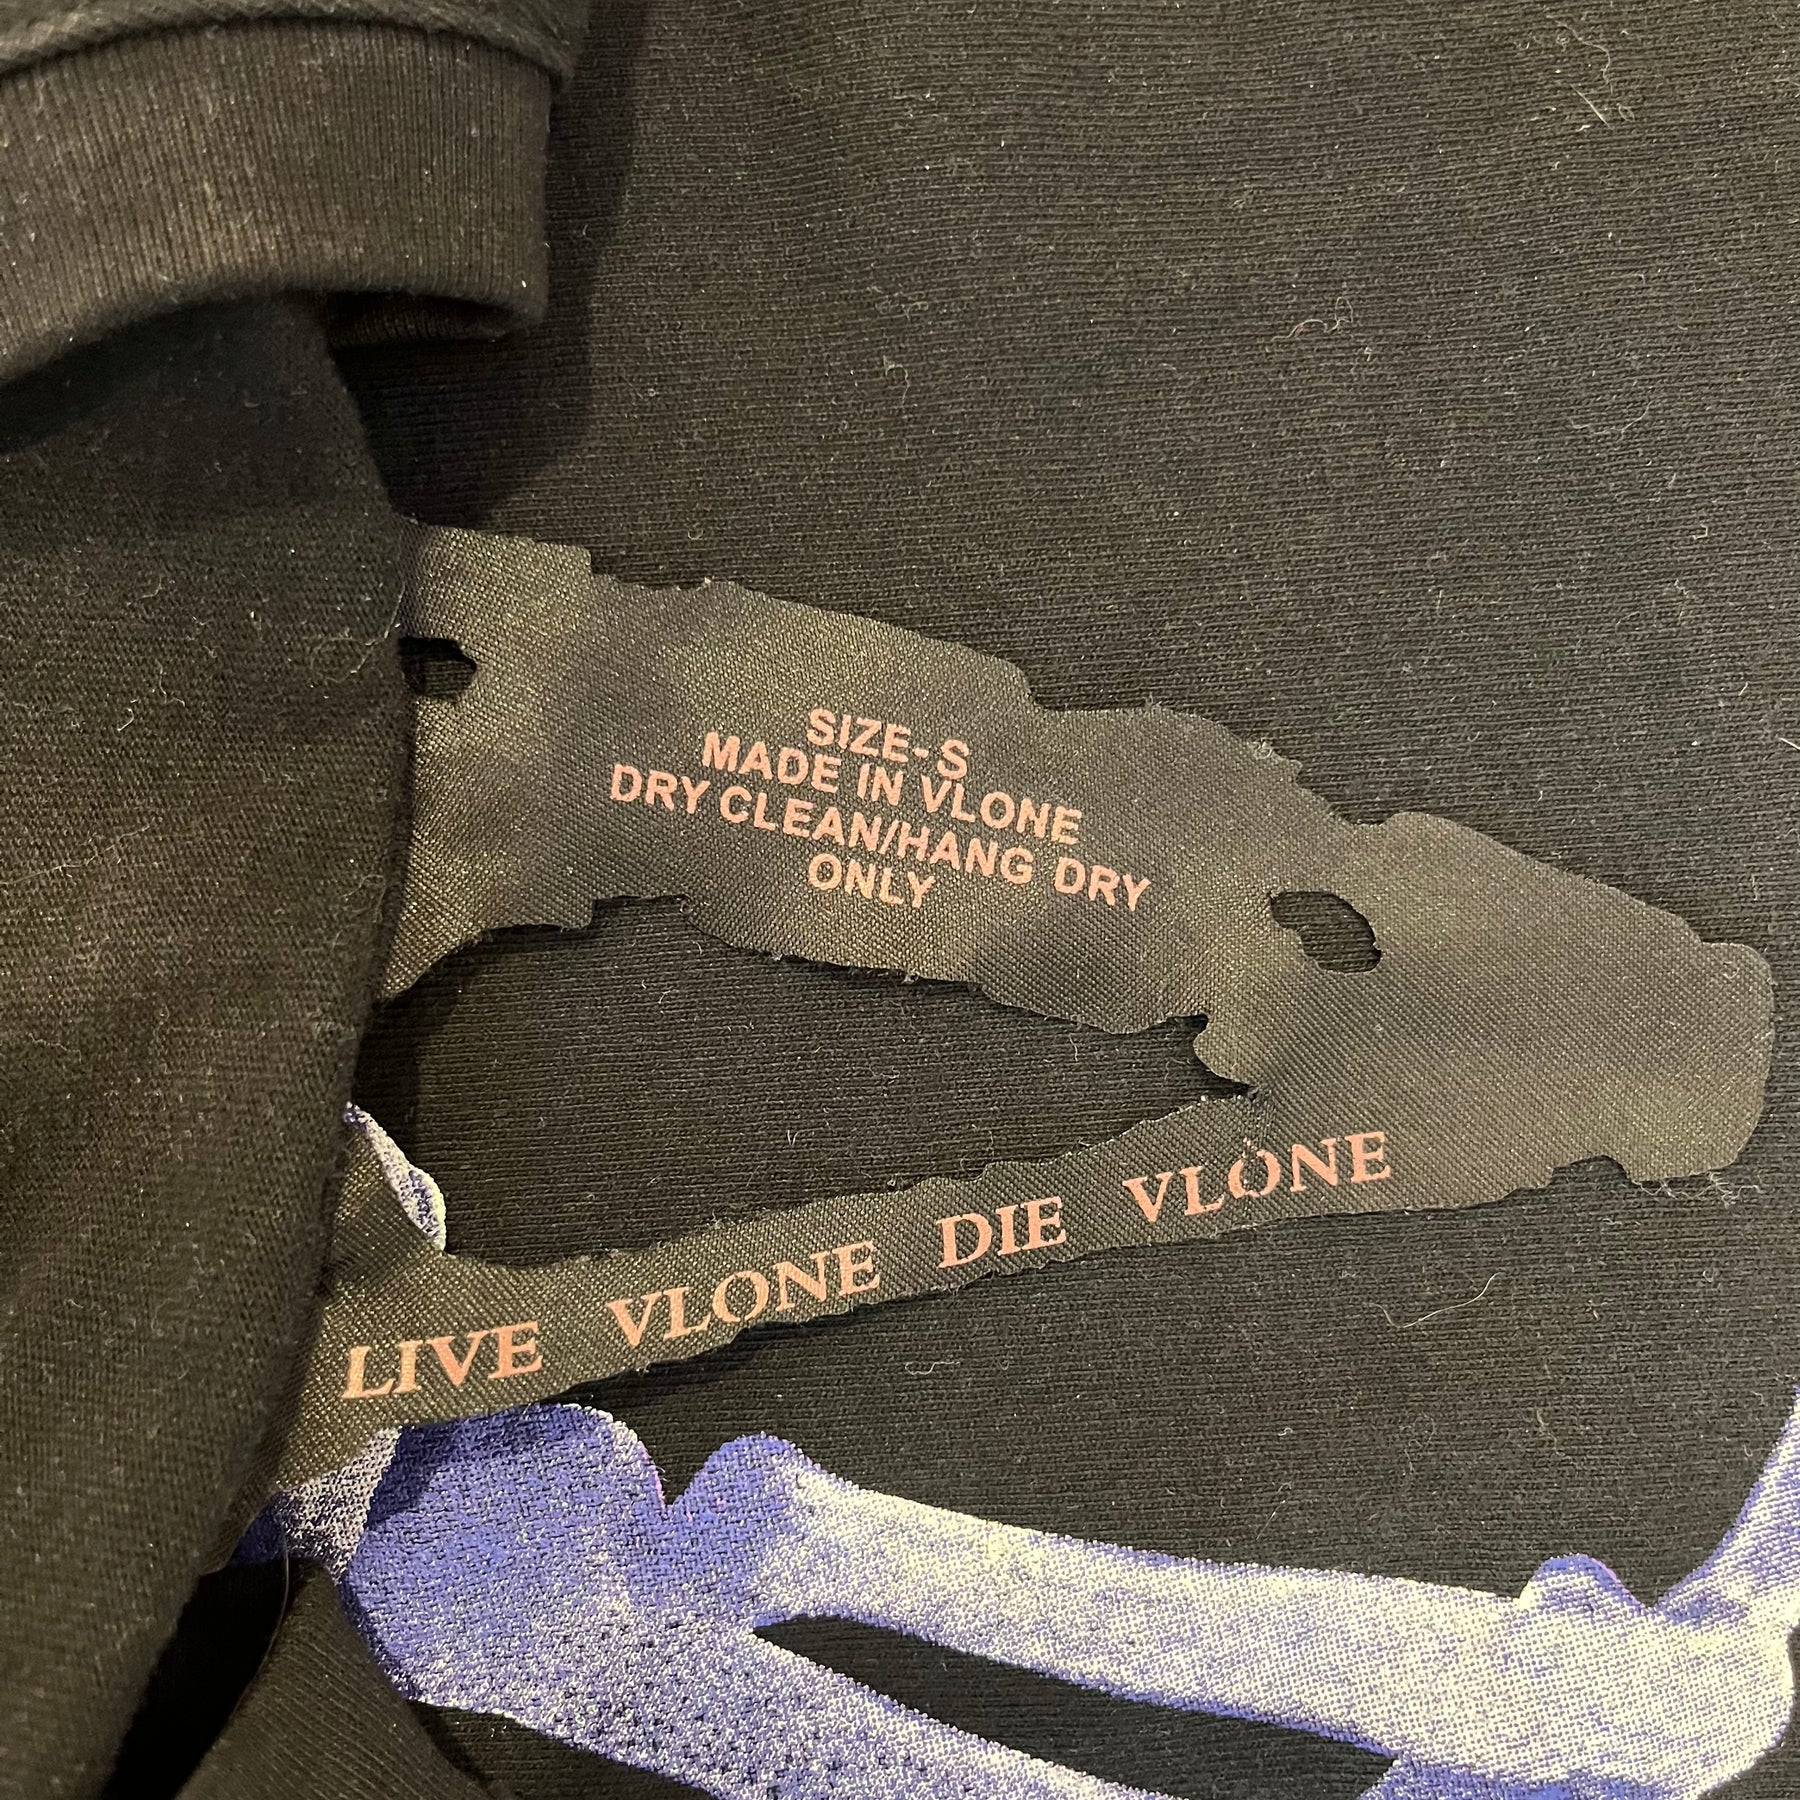 SIZE- S
MADE IN VLONE
DRY CLEAN/HANG DRY
ONLY
LIVE VLONE DIE VLONE